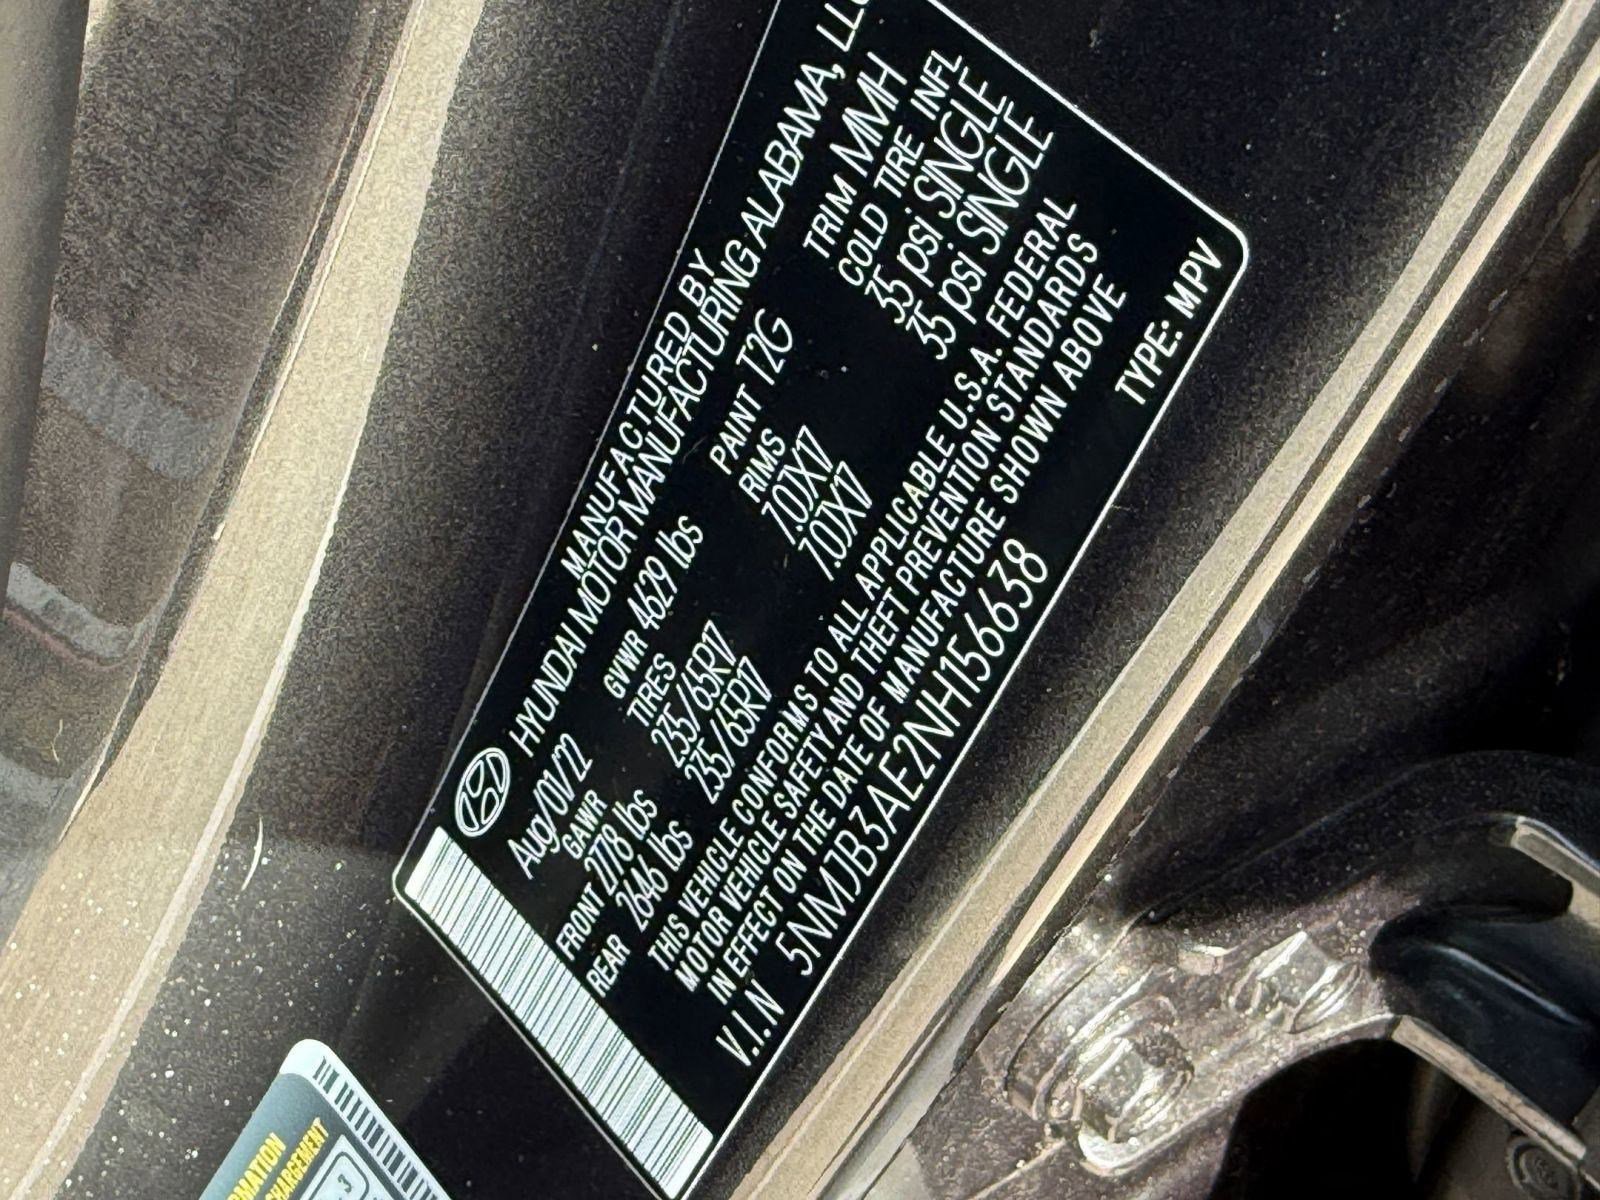 MANUFACTURED BY
HYUNDAI MOTOR MANUFACTURING ALABAMA, LLC
Aug/01/22 GVWR 4629 lbs PAINT T2G TRIM MMH
GAWR TIRES RIMS COLD TIRE INFL
FRONT 2778 lbs 235/65R17 7.0X17 35 psi SINGLE
REAR 2646 lbs 235/65R17 7.0X17 35 psi SINGLE
THIS VEHICLE CONFORMS TO ALL APPLICABLE U.S.A. FEDERAL
MOTOR VEHICLE SAFETY AND THEFT PREVENTION STANDARDS
IN EFFECT ON THE DATE OF MANUFACTURE SHOWN ABOVE
V.I.N 5NMJB3AE2NH156638 TYPE: MPV